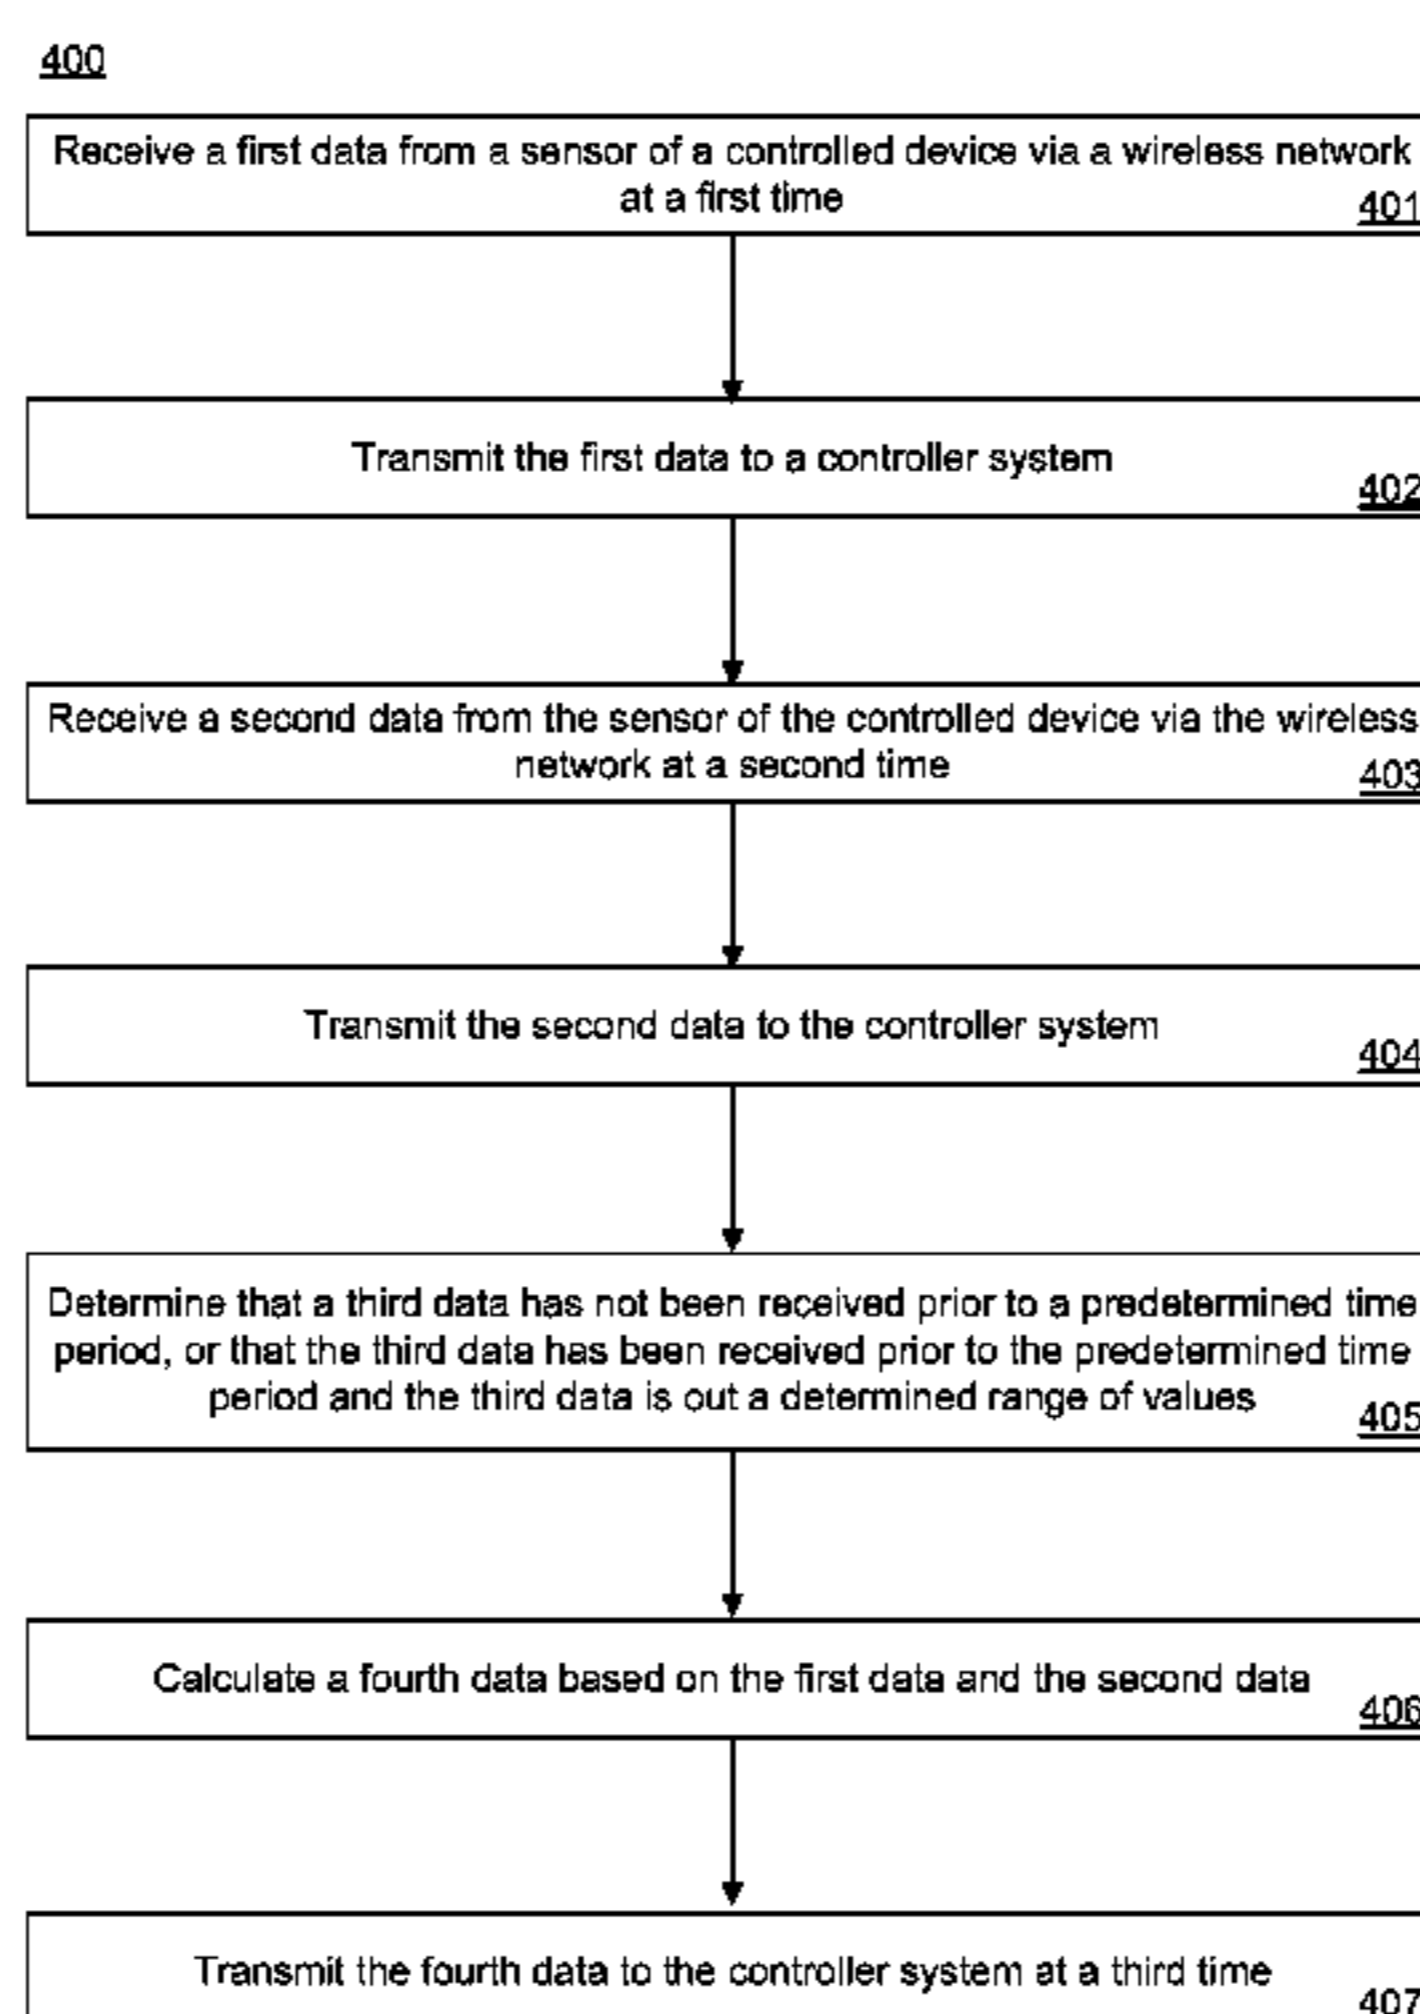 400
Receive a first data from a sensor of a controlled device via a wireless network
at a first time
401
Transmit the first data to a controller system
402
Receive a second data from the sensor of the controlled device via the wireless
network at a second time
403
Transmit the second data to the controller system
404
Determine that a third data has not been received prior to a predetermined time
period, or that the third data has been received prior to the predetermined time
period and the third data is out a determined range of values
405
Calculate a fourth data based on the first data and the second data
406
Transmit the fourth data to the controller system at a third time
407